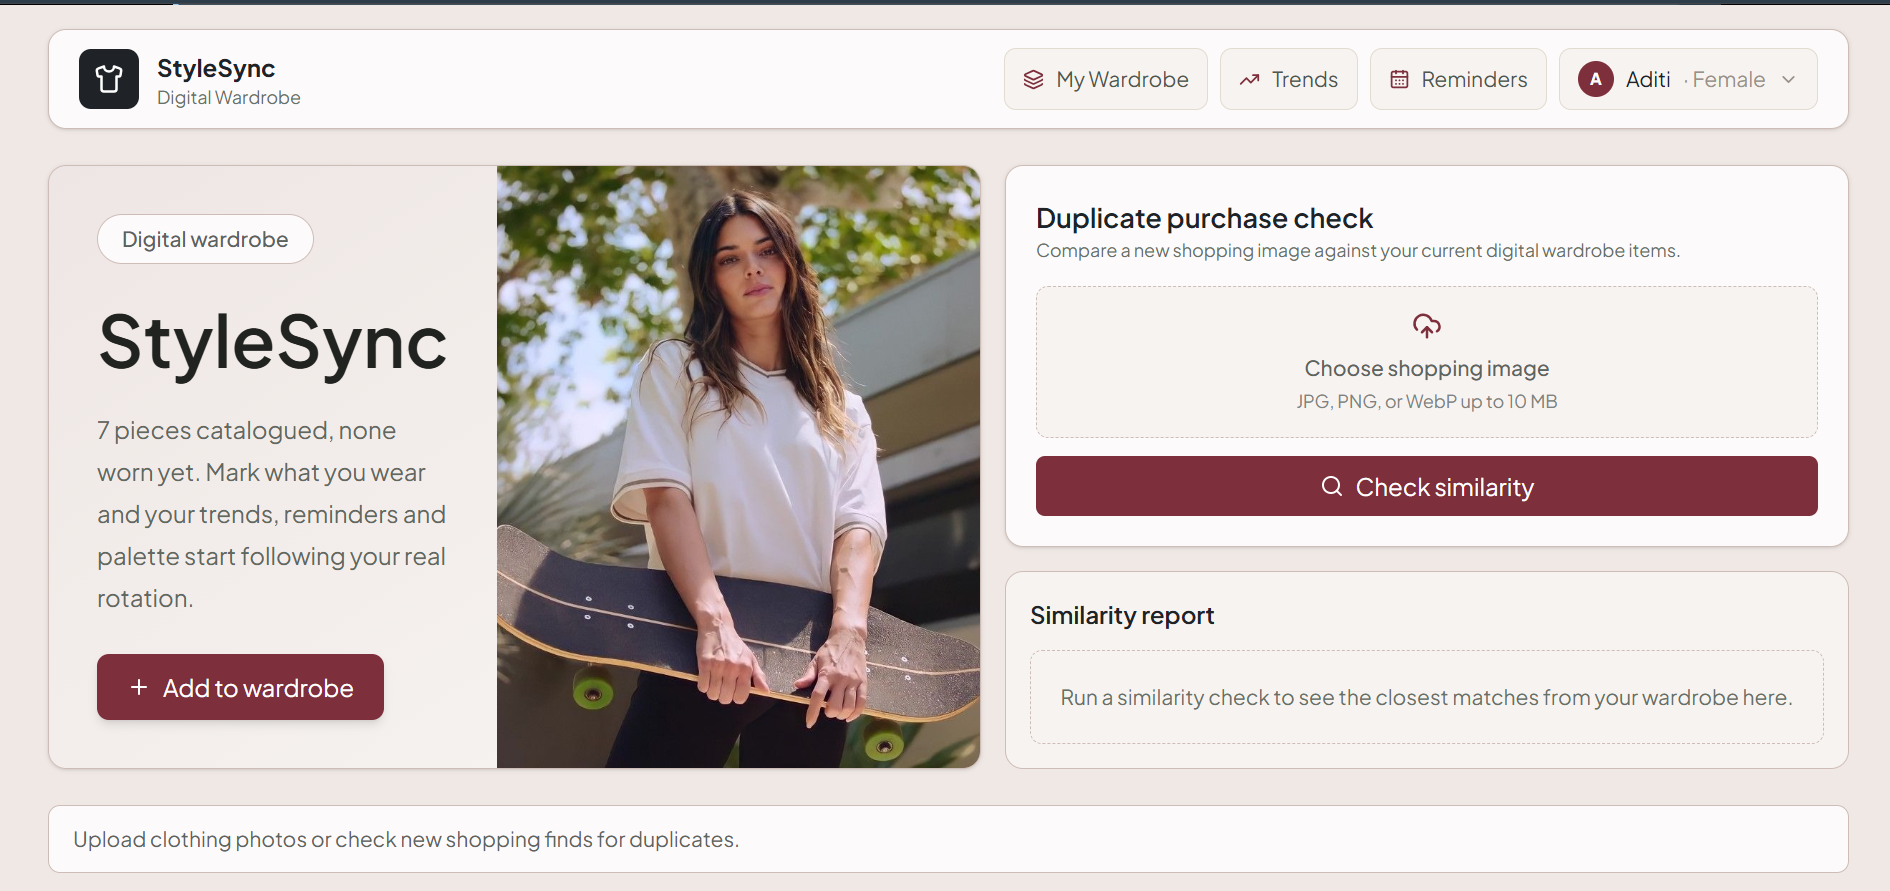 StyleSync
Digital Wardrobe
My Wardrobe
Trends
Reminders
A
Aditi · Female
Digital wardrobe
StyleSync
7 pieces catalogued, none
worn yet. Mark what you wear
and your trends, reminders and
palette start following your real
rotation.
+ Add to wardrobe
Duplicate purchase check
Compare a new shopping image against your current digital wardrobe items.
Choose shopping image
JPG, PNG, or WebP up to 10 MB
Check similarity
Similarity report
Run a similarity check to see the closest matches from your wardrobe here.
Upload clothing photos or check new shopping finds for duplicates.